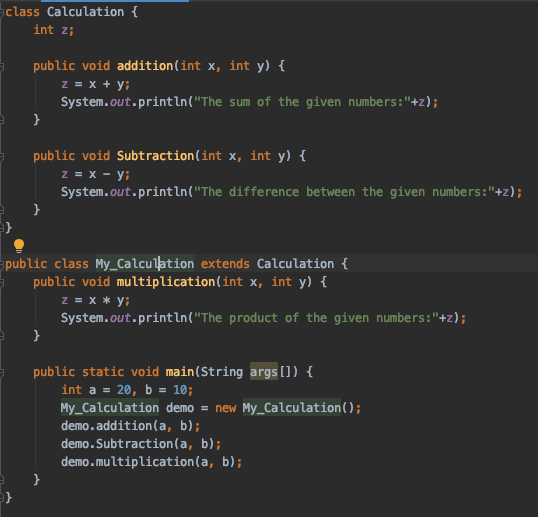 class Calculation {
    int z;

    public void addition(int x, int y) {
        z = x + y;
        System.out.println("The sum of the given numbers:"+z);
    }

    public void Subtraction(int x, int y) {
        z = x - y;
        System.out.println("The difference between the given numbers:"+z);
    }
}

public class My_Calculation extends Calculation {
    public void multiplication(int x, int y) {
        z = x * y;
        System.out.println("The product of the given numbers:"+z);
    }

    public static void main(String args[]) {
        int a = 20, b = 10;
        My_Calculation demo = new My_Calculation();
        demo.addition(a, b);
        demo.Subtraction(a, b);
        demo.multiplication(a, b);
    }
}